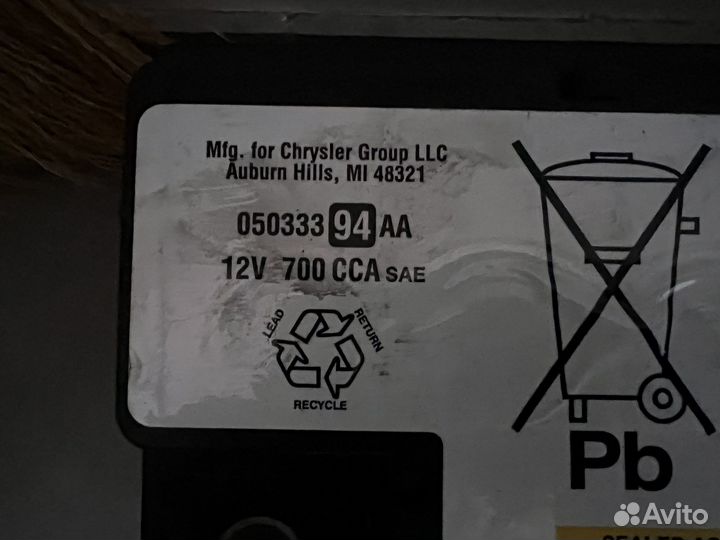 Mfg. for Chrysler Group LLC
Auburn Hills, MI 48321
05033394AA
12V 700 CCA SAE
LEAD
RETURN
RECYCLE
Pb
Avito